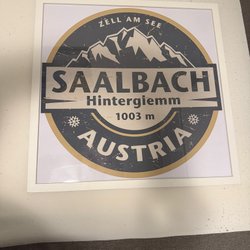 ZELL AM SEE
SAALBACH
Hinterglemm
1003 m
AUSTRIA